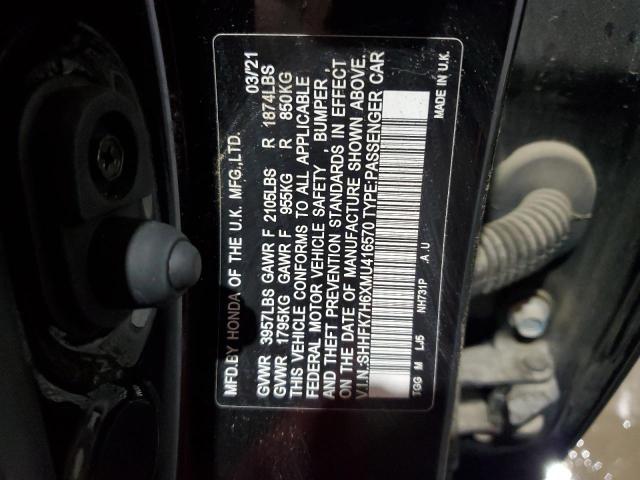 MFD.BY HONDA OF THE U.K. MFG.,LTD. 03/'21
GVWR 3957LBS GAWR F 2105LBS R 1874LBS
GVWR 1795KG GAWR F 955KG R 850KG
THIS VEHICLE CONFORMS TO ALL APPLICABLE
FEDERAL MOTOR VEHICLE SAFETY , BUMPER ,
AND THEFT PREVENTION STANDARDS IN EFFECT
ON THE DATE OF MANUFACTURE SHOWN ABOVE.
V.I.N.:SHHFK7H6XMU416570 TYPE:PASSENGER CAR
TGG M LJ5 NH731P .A.U MADE IN U.K.